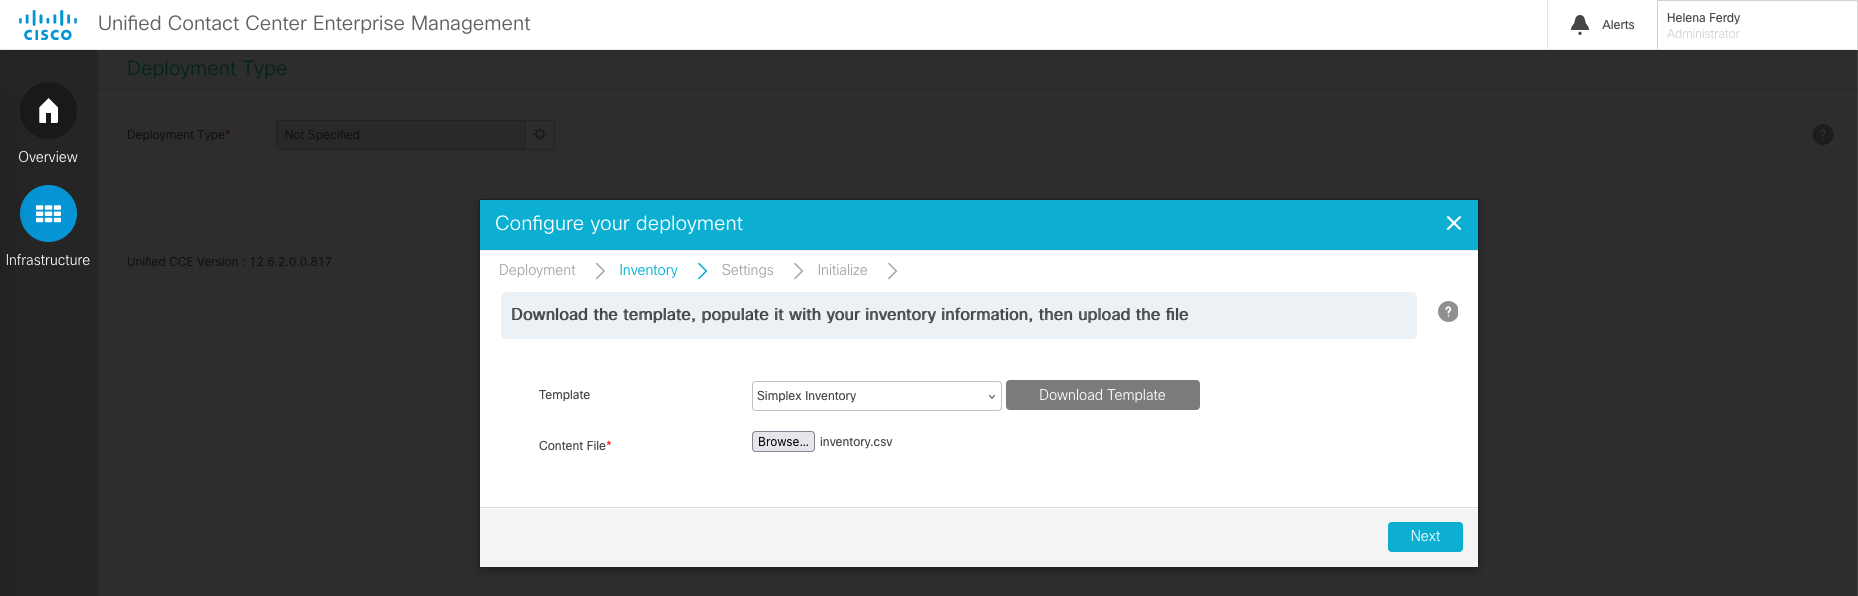 CISCO
Unified Contact Center Enterprise Management
Alerts
Helena Ferdy
Administrator
Overview
Infrastructure
Deployment Type
Deployment Type*
Not Specified
?
Unified CCE Version : 12.6.2.0.0.817
Configure your deployment
Deployment
Inventory
Settings
Initialize
Download the template, populate it with your inventory information, then upload the file
?
Template
Simplex Inventory
Download Template
Content File*
Browse...
inventory.csv
Next